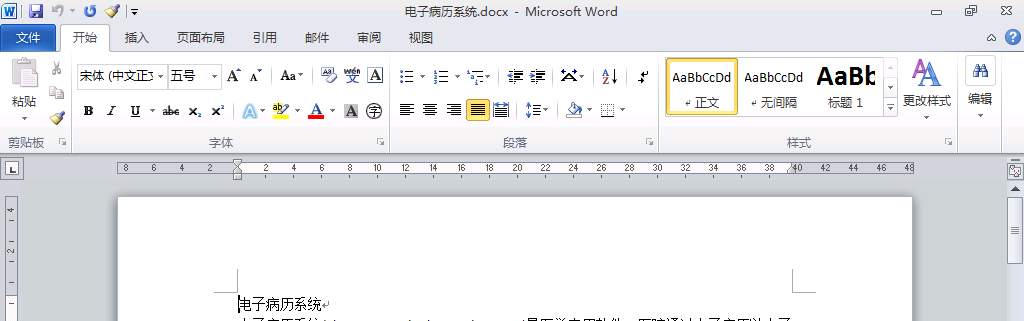 电子病历系统.docx - Microsoft Word
文件 开始 插入 页面布局 引用 邮件 审阅 视图
宋体 (中文正文 五号 Aa wén A
AaBbCcDd AaBbCcDd AaBb
粘贴 正文 无间隔 标题 1 更改样式 编辑
B I U abc x₂ x² A ab A A 字
剪贴板 字体 段落 样式
8 6 4 2 2 4 6 8 10 12 14 16 18 20 22 24 26 28 30 32 34 36 38 40 42 44 46 48
4
2
电子病历系统